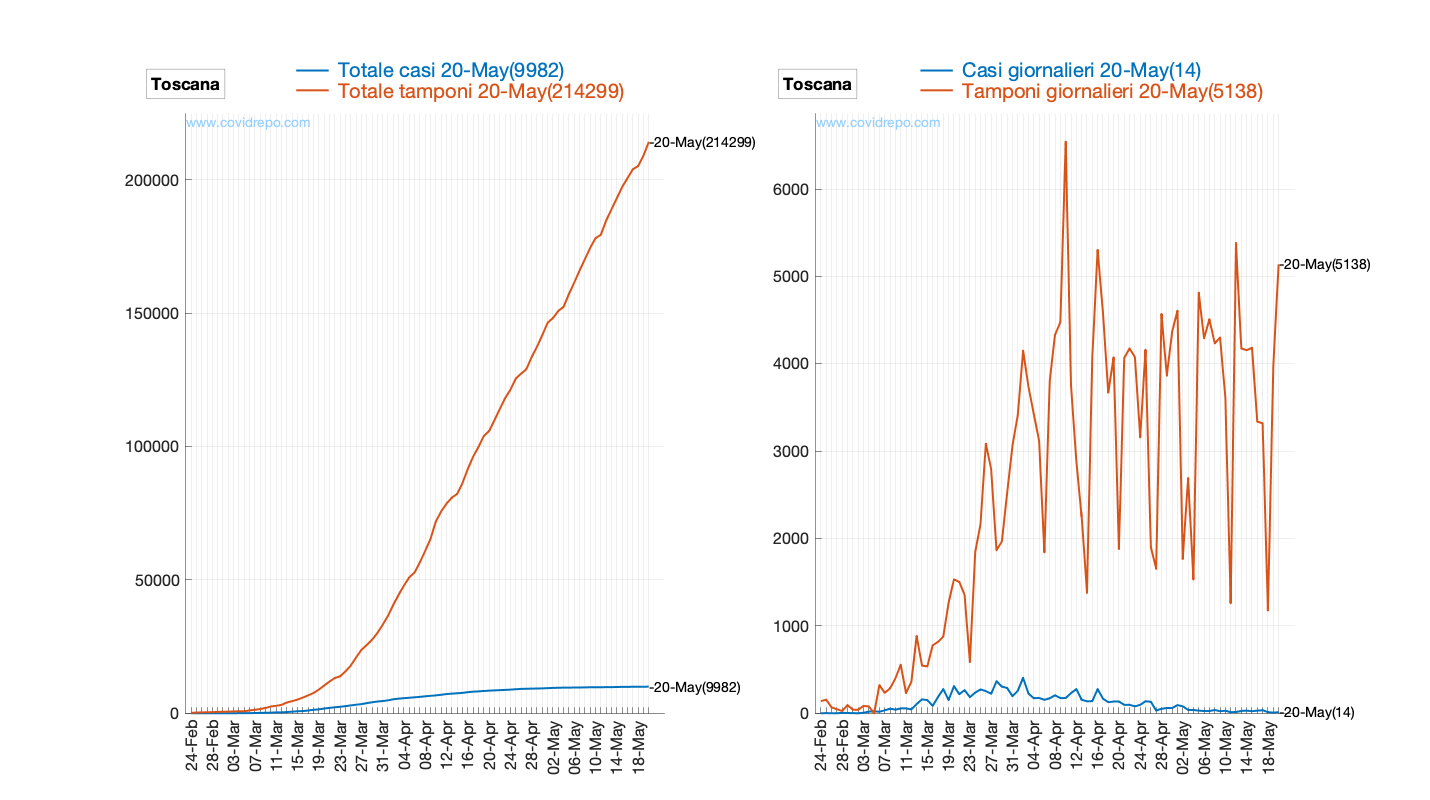 Toscana
Totale casi 20-May(9982)
Totale tamponi 20-May(214299)
www.covidrepo.com
20-May(214299)
200000
150000
100000
50000
0
20-May(9982)
24-Feb
28-Feb
03-Mar
07-Mar
11-Mar
15-Mar
19-Mar
23-Mar
27-Mar
31-Mar
04-Apr
08-Apr
12-Apr
16-Apr
20-Apr
24-Apr
28-Apr
02-May
06-May
10-May
14-May
18-May
Toscana
Casi giornalieri 20-May(14)
Tamponi giornalieri 20-May(5138)
www.covidrepo.com
6000
5000
20-May(5138)
4000
3000
2000
1000
0
20-May(14)
24-Feb
28-Feb
03-Mar
07-Mar
11-Mar
15-Mar
19-Mar
23-Mar
27-Mar
31-Mar
04-Apr
08-Apr
12-Apr
16-Apr
20-Apr
24-Apr
28-Apr
02-May
06-May
10-May
14-May
18-May